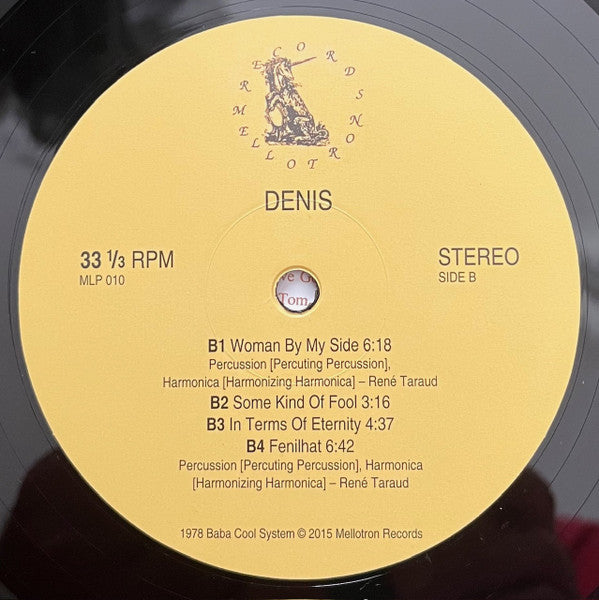 MELLOTRON RECORDS
DENIS
33 1/3 RPM
MLP 010
STEREO
SIDE B
ve G
Tom
B1 Woman By My Side 6:18
Percussion [Percuting Percussion],
Harmonica [Harmonizing Harmonica] – René Taraud
B2 Some Kind Of Fool 3:16
B3 In Terms Of Eternity 4:37
B4 Fenilhat 6:42
Percussion [Percuting Percussion], Harmonica
[Harmonizing Harmonica] – René Taraud
1978 Baba Cool System © 2015 Mellotron Records